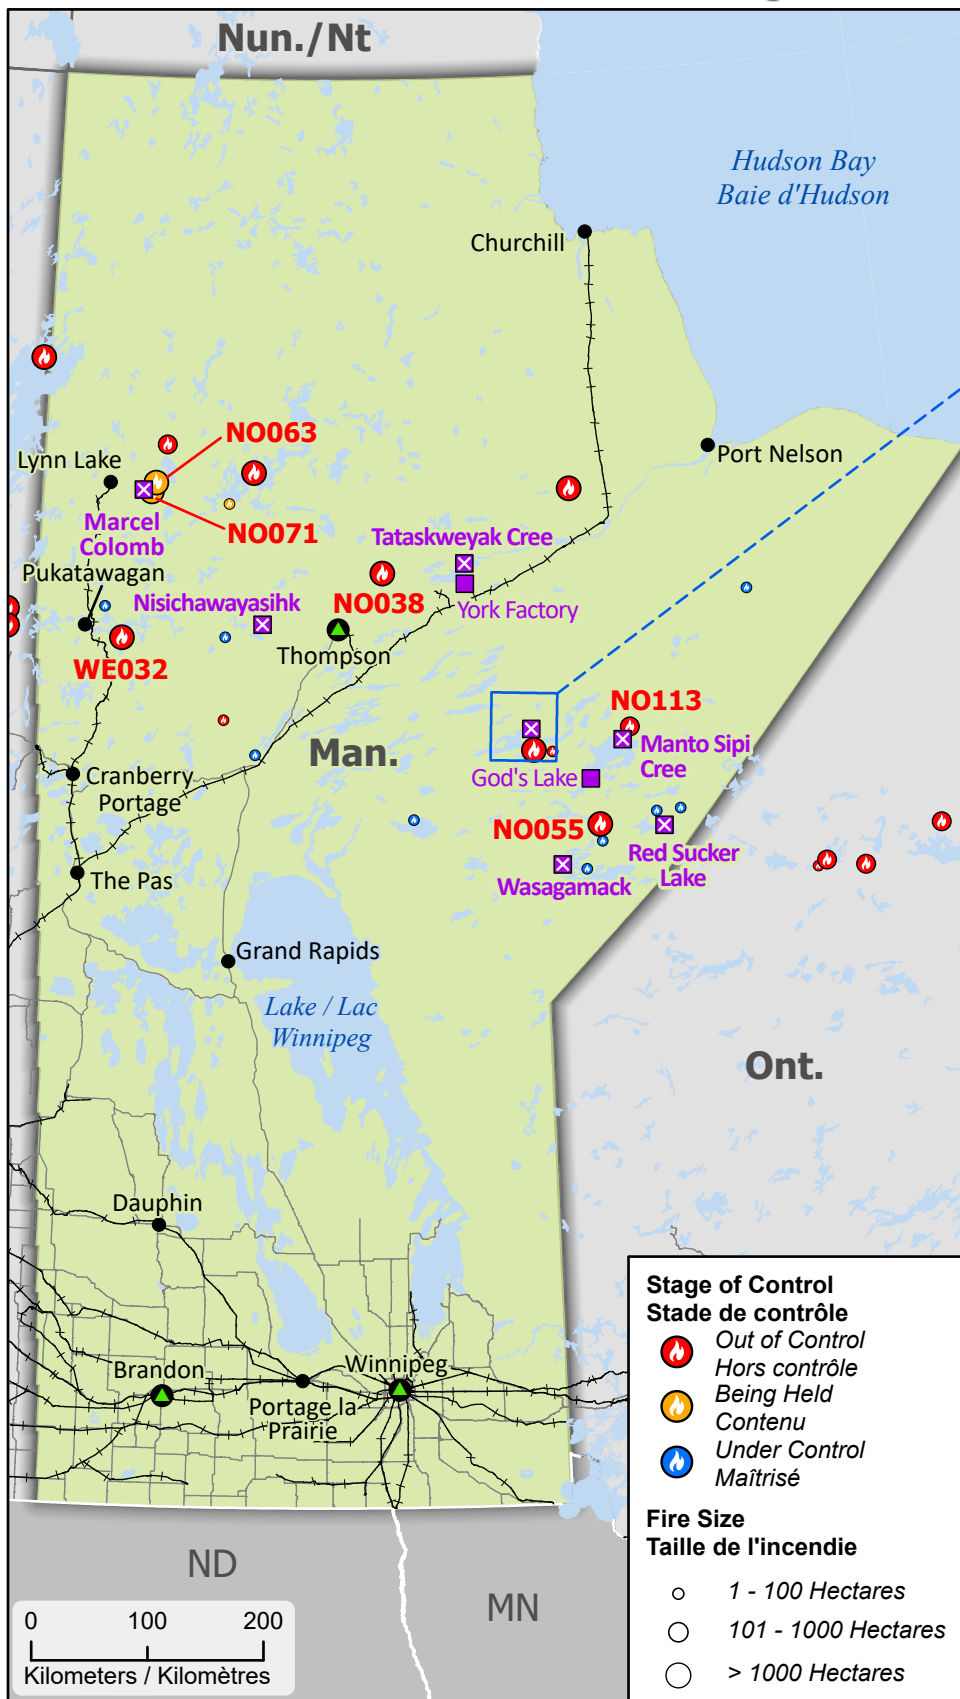 Nun./Nt
Hudson Bay
Baie d'Hudson
Churchill
NO063
Lynn Lake
Port Nelson
NO071
Marcel
Colomb
Tataskweyak Cree
Pukatawagan
Nisichawayasihk
NO038
York Factory
Thompson
WE032
NO113
Man.
Manto Sipi
Cree
Cranberry
Portage
God's Lake
NO055
Red Sucker
Lake
The Pas
Wasagamack
Grand Rapids
Lake / Lac
Winnipeg
Ont.
Dauphin
Brandon
Winnipeg
Portage la
Prairie
ND
MN
0 100 200
Kilometers / Kilomètres
Stage of Control
Stade de contrôle
Out of Control
Hors contrôle
Being Held
Contenu
Under Control
Maîtrisé
Fire Size
Taille de l'incendie
1 - 100 Hectares
101 - 1000 Hectares
> 1000 Hectares